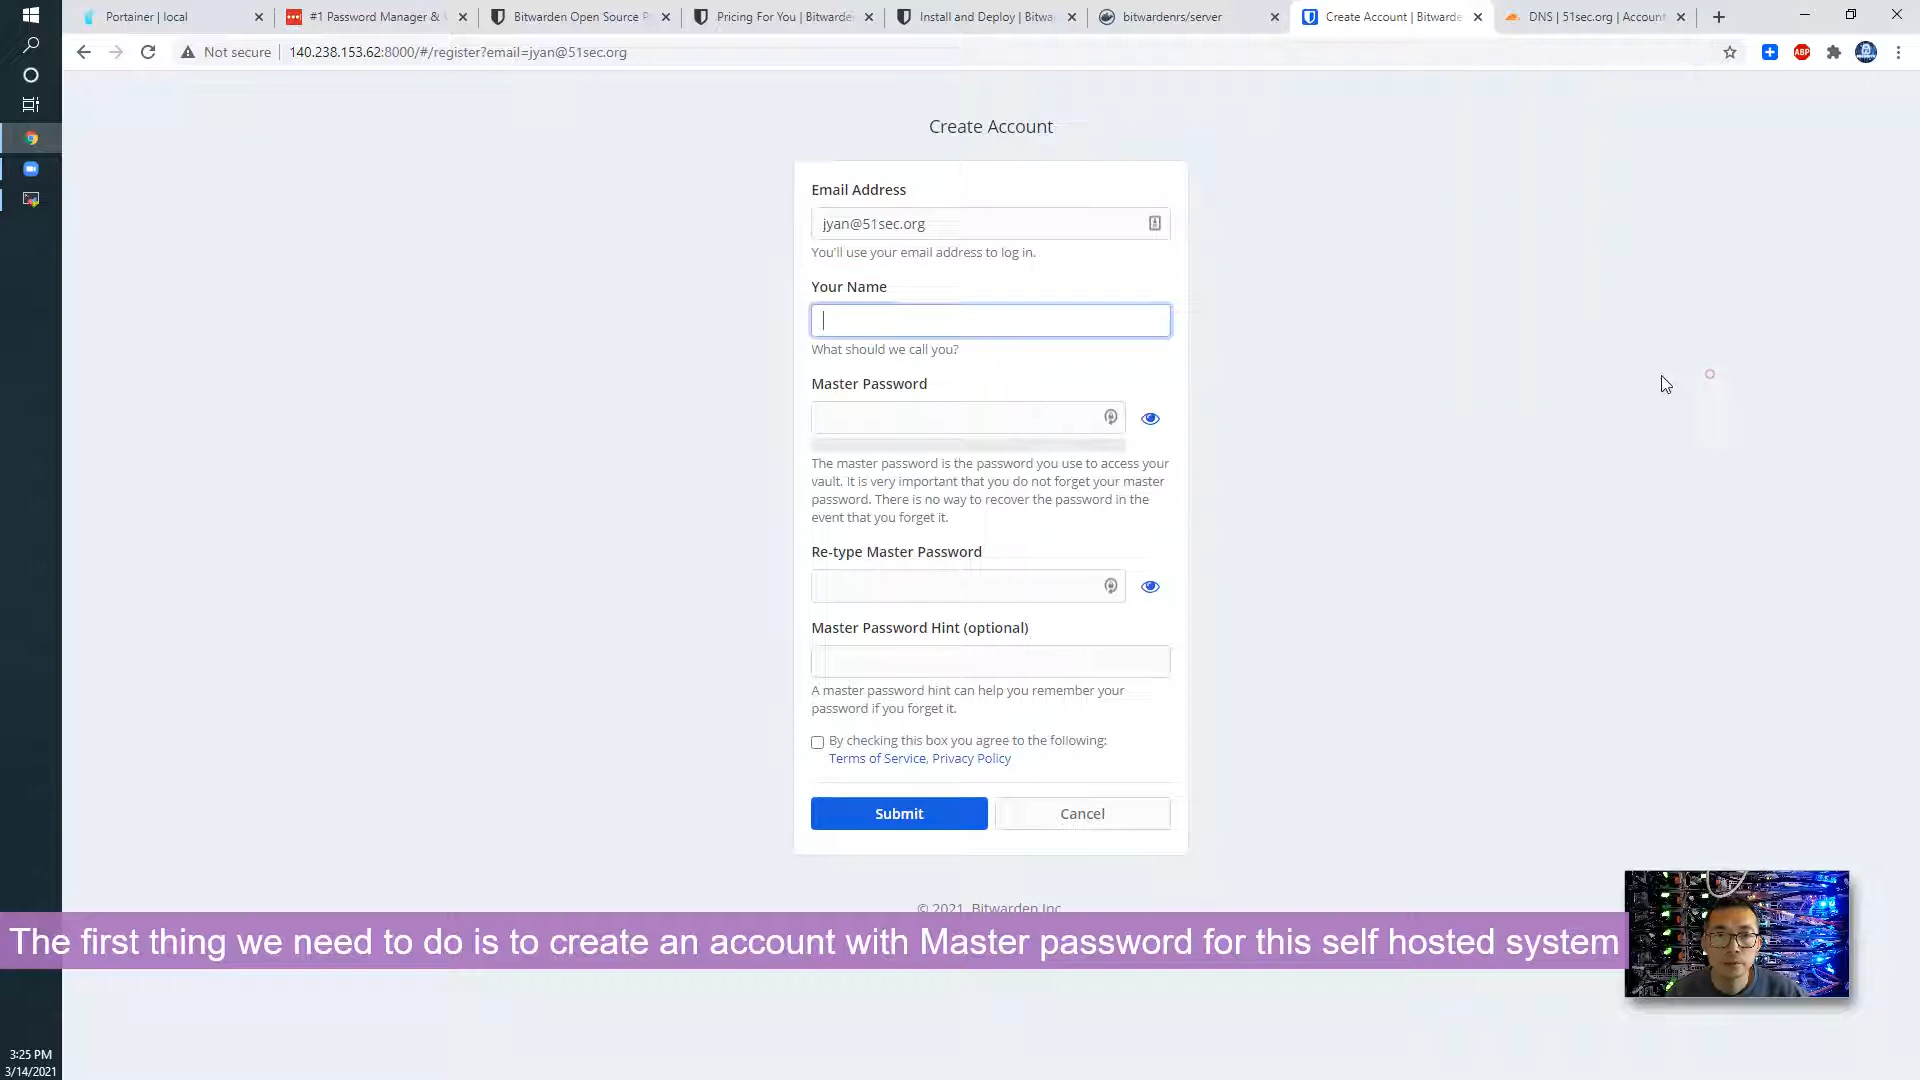 Portainer | local
#1 Password Manager &
Bitwarden Open Source P
Pricing For You | Bitwarde
Install and Deploy | Bitwa
bitwardenrs/server
Create Account | Bitwarde
DNS | 51sec.org | Account
Not secure
140.238.153.62:8000/#/register?email=jyan@51sec.org
ABP
Create Account
Email Address
jyan@51sec.org
You'll use your email address to log in.
Your Name
What should we call you?
Master Password
The master password is the password you use to access your
vault. It is very important that you do not forget your master
password. There is no way to recover the password in the
event that you forget it.
Re-type Master Password
Master Password Hint (optional)
A master password hint can help you remember your
password if you forget it.
By checking this box you agree to the following:
Terms of Service, Privacy Policy
Submit
Cancel
© 2021, Bitwarden Inc.
The first thing we need to do is to create an account with Master password for this self hosted system
3:25 PM
3/14/2021